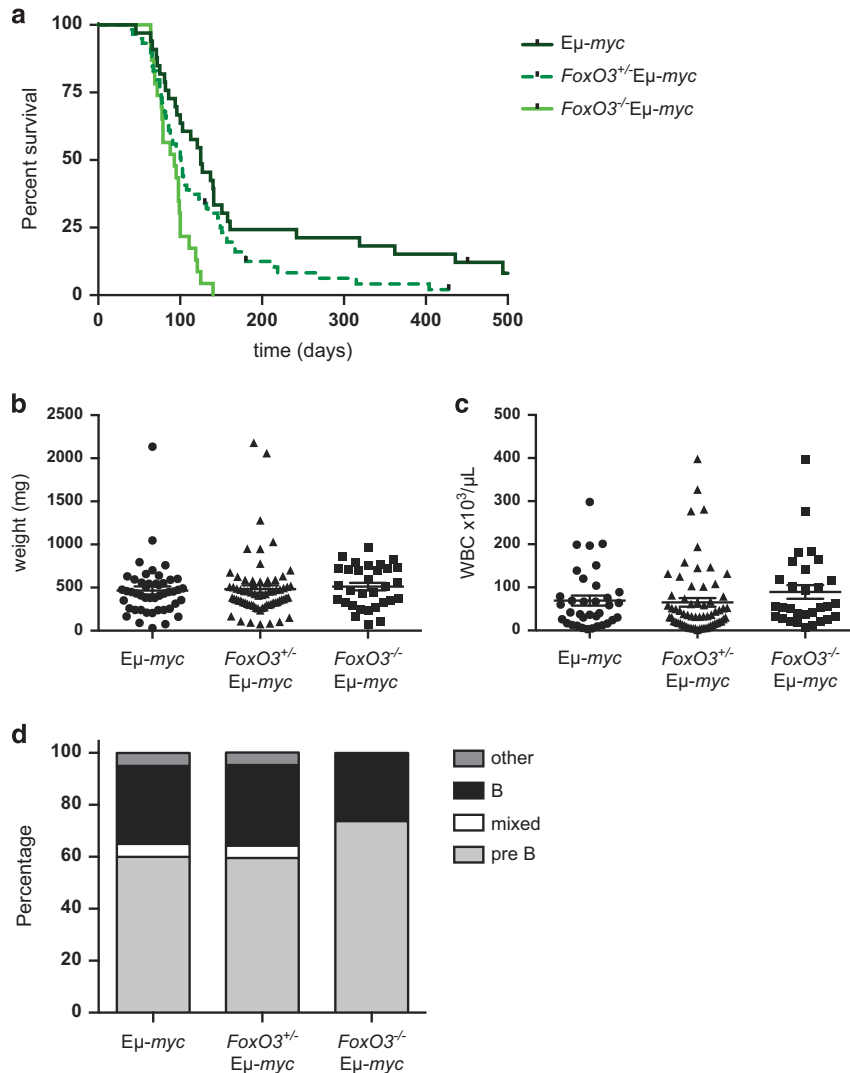 a
100
75
50
25
0
Percent survival
0 100 200 300 400 500
time (days)
Eµ-myc
FoxO3+/-Eµ-myc
FoxO3-/-Eµ-myc
b
2500
2000
1500
1000
500
0
weight (mg)
Eµ-myc
FoxO3+/-
Eµ-myc
FoxO3-/-
Eµ-myc
c
500
400
300
200
100
0
WBC x10³/µL
Eµ-myc
FoxO3+/-
Eµ-myc
FoxO3-/-
Eµ-myc
d
100
80
60
40
20
0
Percentage
Eµ-myc
FoxO3+/-
Eµ-myc
FoxO3-/-
Eµ-myc
other
B
mixed
pre B